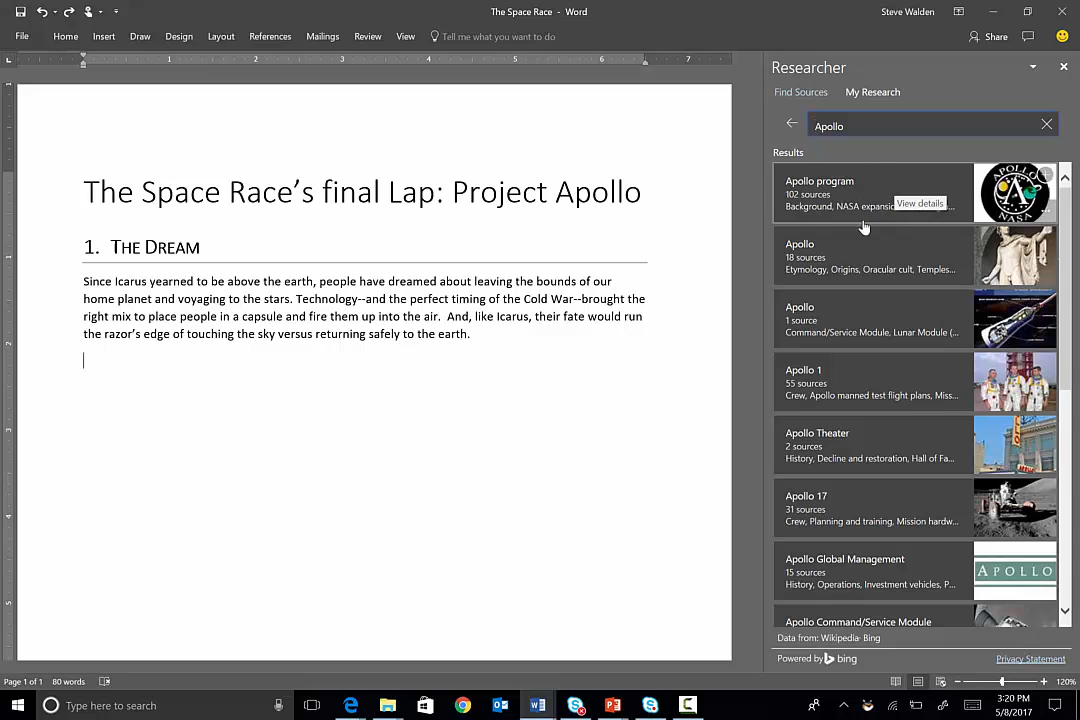 The Space Race - Word
Steve Walden
File Home Insert Draw Design Layout References Mailings Review View Tell me what you want to do
Share
1 2 3 4 5 6 7
Researcher
Find Sources My Research
Apollo
Results
Apollo program
102 sources
Background, NASA expansi
View details
APOLLO
NASA
Apollo
18 sources
Etymology, Origins, Oracular cult, Temples...
Apollo
1 source
Command/Service Module, Lunar Module (...
Apollo 1
55 sources
Crew, Apollo manned test flight plans, Miss...
Apollo Theater
2 sources
History, Decline and restoration, Hall of Fa...
Apollo 17
31 sources
Crew, Planning and training, Mission hardw...
Apollo Global Management
15 sources
History, Operations, Investment vehicles, P...
APOLLO
Apollo Command/Service Module
Data from: Wikipedia· Bing
Powered by bing
Privacy Statement
The Space Race’s final Lap: Project Apollo
1. THE DREAM
Since Icarus yearned to be above the earth, people have dreamed about leaving the bounds of our
home planet and voyaging to the stars. Technology--and the perfect timing of the Cold War--brought the
right mix to place people in a capsule and fire them up into the air. And, like Icarus, their fate would run
the razor’s edge of touching the sky versus returning safely to the earth.
Page 1 of 1 80 words
120%
Type here to search
3:20 PM
5/8/2017